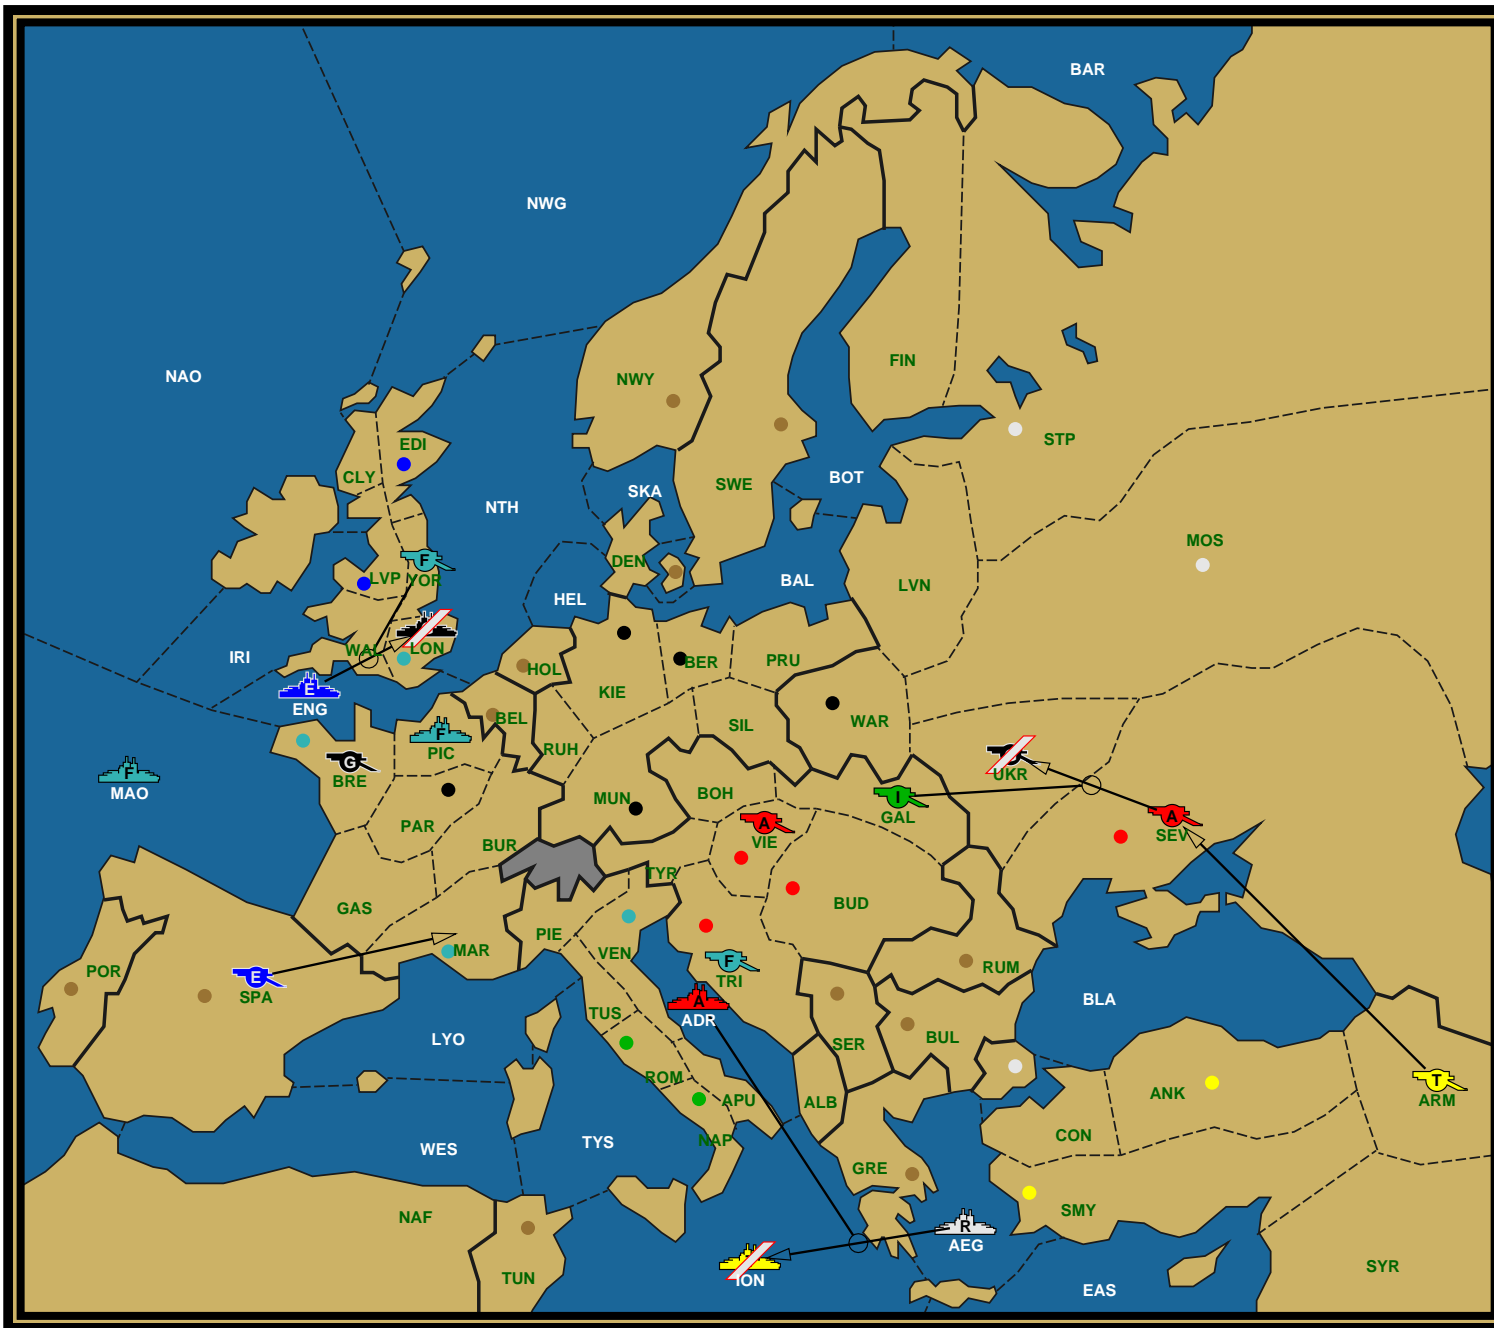 BAR
NWG
NAO
FIN
NWY
STP
EDI
CLY
SWE
BOT
SKA
NTH
MOS
F
DEN
LVP YOR
BAL
LVN
HEL
WAL
LON
IRI
HOL
BER
PRU
KIE
E
ENG
BEL
WAR
SIL
F
PIC
RUH
G
BRE
UKR
F
MAO
MUN
BOH
I
GAL
A
VIE
A
SEV
PAR
BUR
TYR
BUD
GAS
PIE
VEN
MAR
F
TRI
RUM
POR
E
SPA
A
ADR
BLA
TUS
LYO
SER
BUL
ROM
APU
ALB
ANK
T
ARM
CON
NAP
TYS
WES
GRE
SMY
NAF
R
AEG
ION
TUN
EAS
SYR